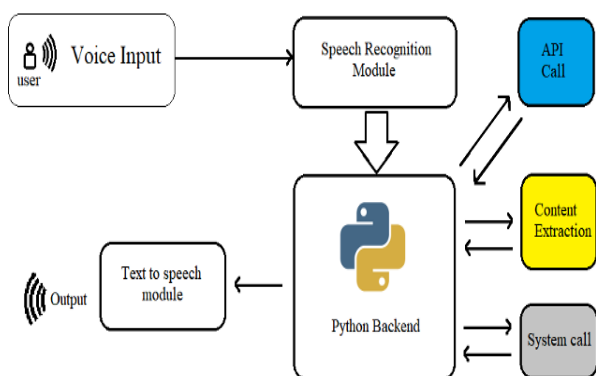 Voice Input
user
Speech Recognition
Module
API
Call
Content
Extraction
Python Backend
System call
Text to speech
module
Output